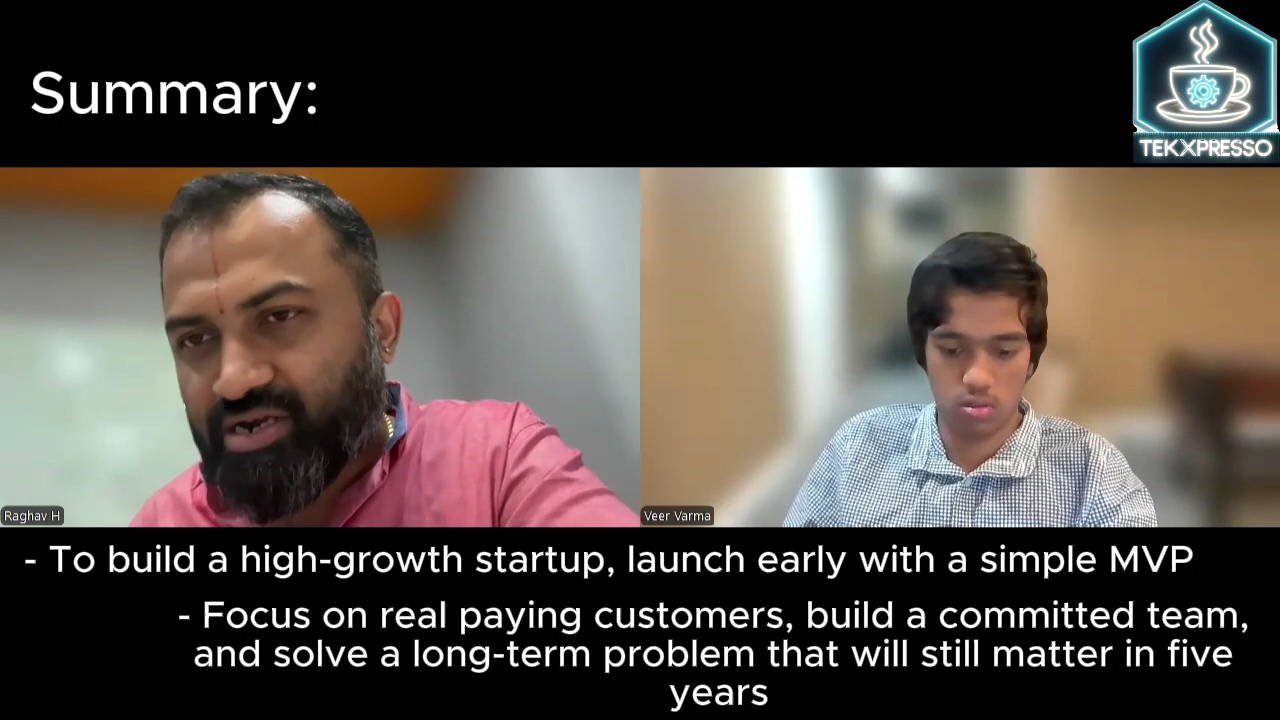 Summary:
TEKXPRESSO
Raghav H
Veer Varma
- To build a high-growth startup, launch early with a simple MVP
- Focus on real paying customers, build a committed team,
and solve a long-term problem that will still matter in five
years